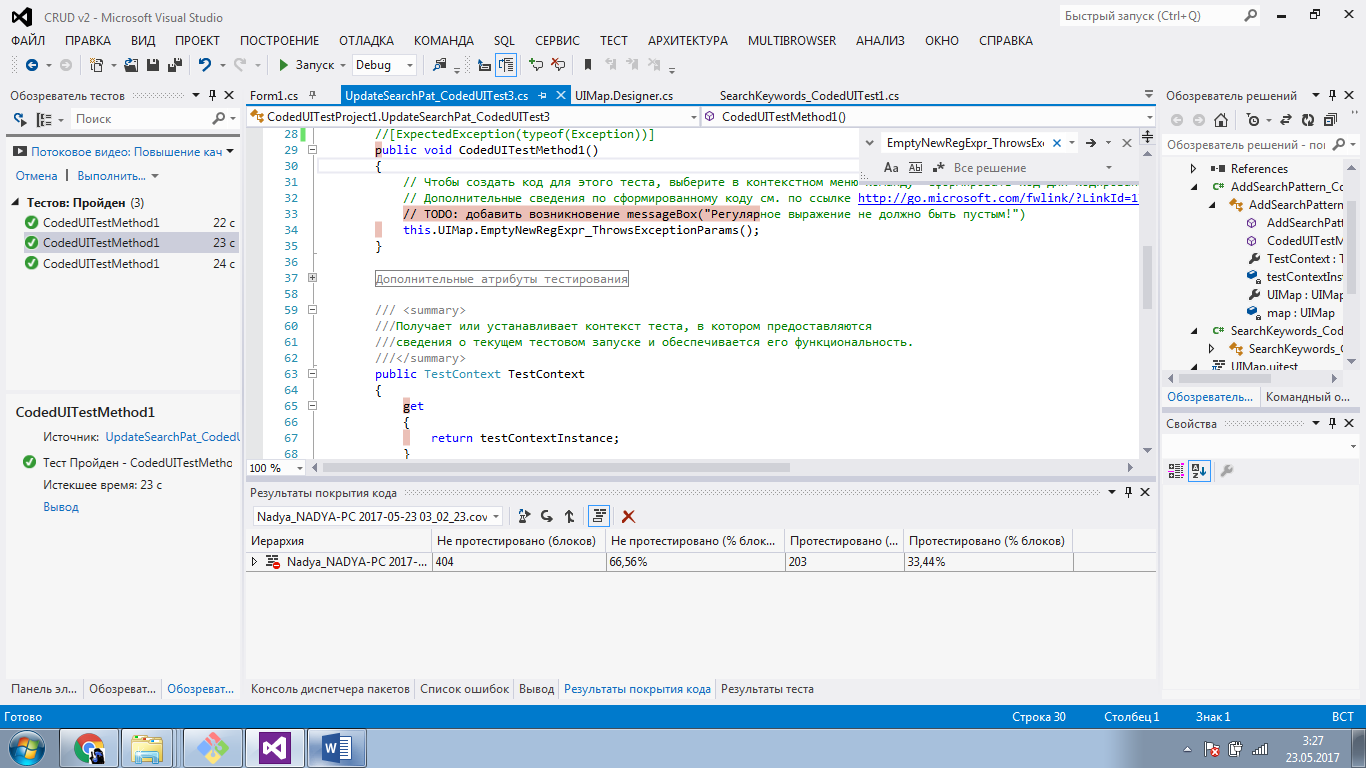 CRUD v2 - Microsoft Visual Studio
Быстрый запуск (Ctrl+Q)
ФАЙЛ ПРАВКА ВИД ПРОЕКТ ПОСТРОЕНИЕ ОТЛАДКА КОМАНДА SQL СЕРВИС ТЕСТ АРХИТЕКТУРА MULTIBROWSER АНАЛИЗ ОКНО СПРАВКА
Запуск Debug
Обозреватель тестов
Поиск
Потоковое видео: Повышение кач
Отмена | Выполнить...
Тестов: Пройден (3)
CodedUITestMethod1 22 с
CodedUITestMethod1 23 с
CodedUITestMethod1 24 с
CodedUITestMethod1
Источник: UpdateSearchPat_CodedU
Тест Пройден - CodedUITestMetho
Истекшее время: 23 с
Вывод
Панель эл... Обозреват... Обозреват...
Form1.cs UpdateSearchPat_CodedUITest3.cs UIMap.Designer.cs SearchKeywords_CodedUITest1.cs
CodedUITestProject1.UpdateSearchPat_CodedUITest3 CodedUITestMethod1()
EmptyNewRegExpr_ThrowsExc
Aa Ab Все решение
28 //[ExpectedException(typeof(Exception))]
29 public void CodedUITestMethod1()
30 {
31 // Чтобы создать код для этого теста, выберите в контекстном меню
32 // Дополнительные сведения по сформированному коду см. по ссылке http://go.microsoft.com/fwlink/?LinkId=1
33 // TODO: добавить возникновение messageBox("Регулярное выражение не должно быть пустым!")
34 this.UIMap.EmptyNewRegExpr_ThrowsExceptionParams();
35 }
36
37 Дополнительные атрибуты тестирования
58
59 /// <summary>
60 ///Получает или устанавливает контекст теста, в котором предоставляются
61 ///сведения о текущем тестовом запуске и обеспечивается его функциональность.
62 ///</summary>
63 public TestContext TestContext
64 {
65 get
66 {
67 return testContextInstance;
68 }
100 %
Результаты покрытия кода
Nadya_NADYA-PC 2017-05-23 03_02_23.cov
Иерархия Не протестировано (блоков) Не протестировано (% блок... Протестировано (... Протестировано (% блоков)
Nadya_NADYA-PC 2017-... 404 66,56% 203 33,44%
Консоль диспетчера пакетов Список ошибок Вывод Результаты покрытия кода Результаты теста
Обозреватель решений
Обозреватель решений - пои
References
C# AddSearchPattern_Co
AddSearchPattern
AddSearchPatt
CodedUITestM
TestContext : T
testContextInst
UIMap : UIMap
map : UIMap
C# SearchKeywords_Cod
SearchKeywords_C
UIMap.uitest
Обозреватель... Командный о...
Свойства
Готово Строка 30 Столбец 1 Знак 1 ВСТ
3:27
23.05.2017